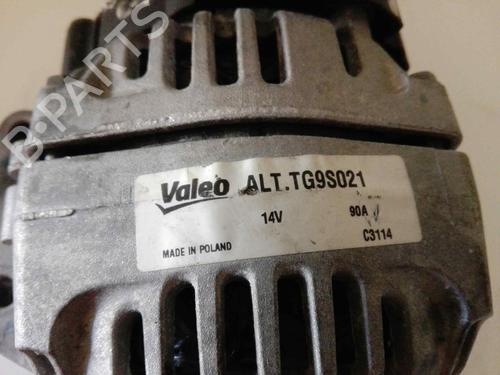 B-PARTS
Valeo ALT.TG9S021
14V 90A
C3114
MADE IN POLAND